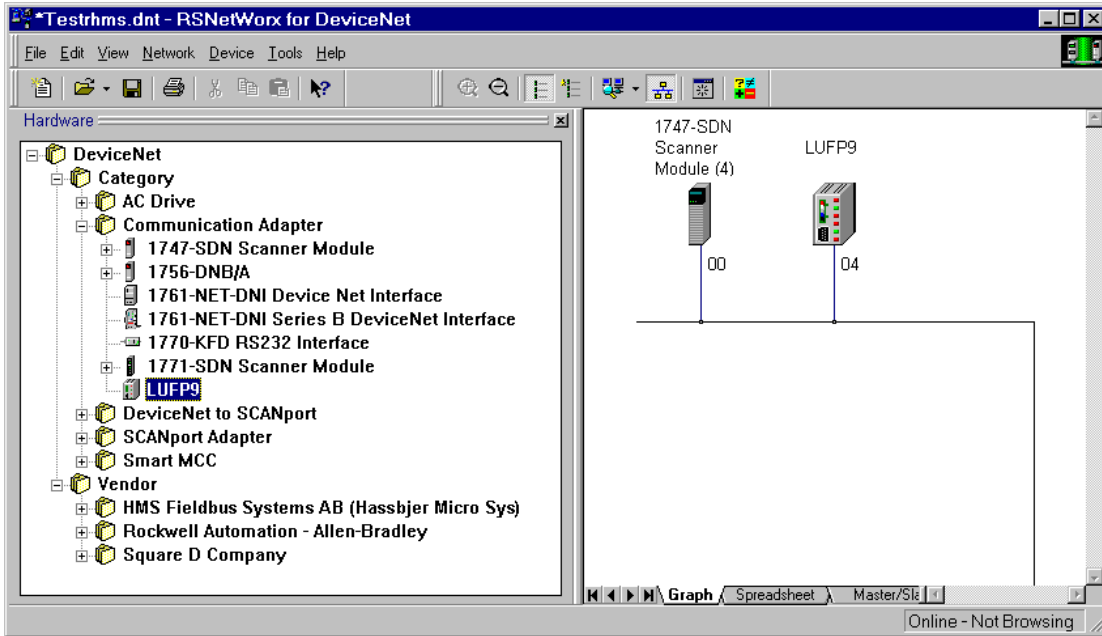 *Testrhms.dnt - RSNetWorx for DeviceNet
File Edit View Network Device Tools Help
Hardware
DeviceNet
Category
AC Drive
Communication Adapter
1747-SDN Scanner Module
1756-DNB/A
1761-NET-DNI Device Net Interface
1761-NET-DNI Series B DeviceNet Interface
1770-KFD RS232 Interface
1771-SDN Scanner Module
LUFP9
DeviceNet to SCANport
SCANport Adapter
Smart MCC
Vendor
HMS Fieldbus Systems AB (Hassbjer Micro Sys)
Rockwell Automation - Allen-Bradley
Square D Company
1747-SDN
Scanner
Module (4)
LUFP9
00
04
Graph Spreadsheet Master/Sla
Online - Not Browsing